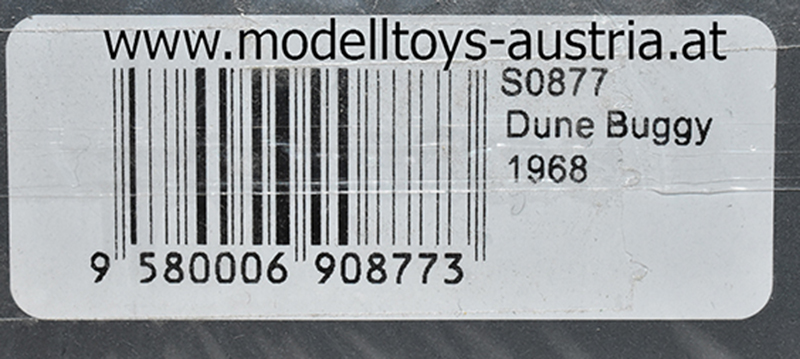 www.modelltoys-austria.at
S0877
Dune Buggy
1968
9 580006 908773